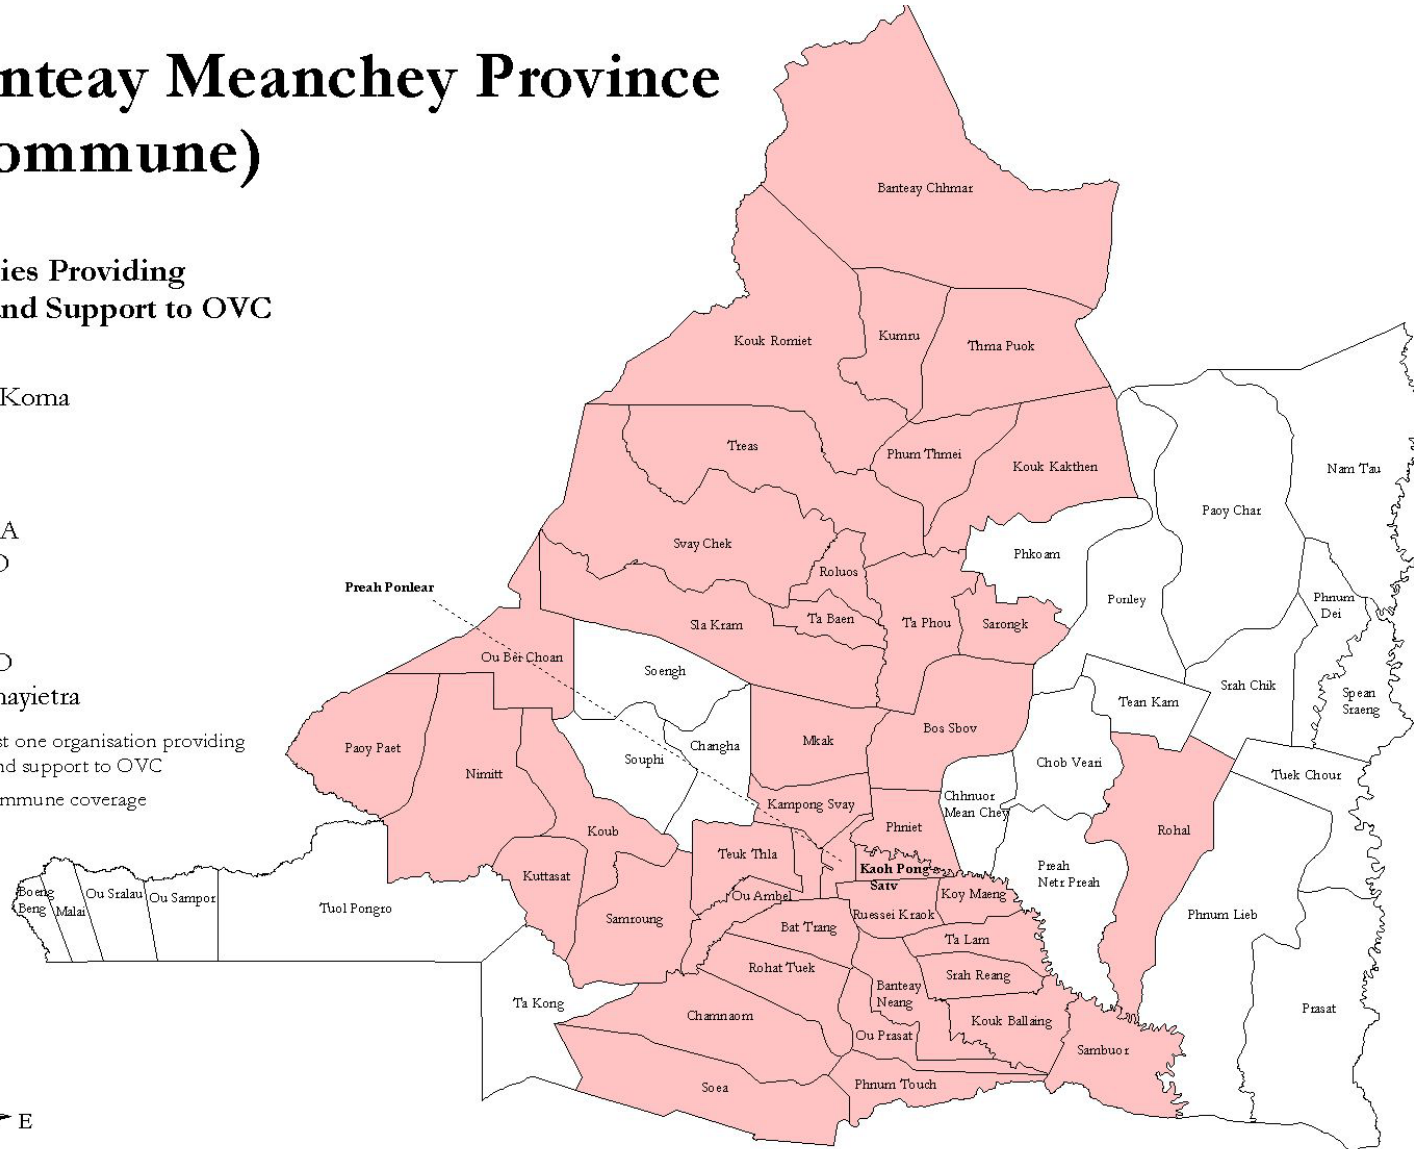 nteay Meanchey Province
ommune)
ies Providing
nd Support to OVC
Koma
A
O
O
nayietra
st one organisation providing
nd support to OVC
mmune coverage
E
Banteay Chhmar
Kouk Romiet
Kumru
Thma Puok
Treas
Phum Thmei
Kouk Kakthen
Nam Tau
Paoy Char
Svay Chek
Phkoam
Roluos
Preah Ponlear
Ponley
Phnum
Dei
Ta Baen
Sla Kram
Ta Phou
Sarongk
Ou Bei Choan
Soengh
Srah Chik
Spean
Sraeng
Tean Kam
Bos Sbov
Mkak
Changha
Paoy Paet
Souphi
Chob Veari
Nimitt
Tuek Chour
Chhnuor
Mean Chey
Kampong Svay
Phniet
Koub
Rohal
Teuk Thla
Kaoh Pong
Satv
Preah
Netr Preah
Kuttasat
Boeng
Beng
Malai
Ou Sralau
Ou Sampor
Tuol Pongro
Ou Ambel
Koy Maeng
Samroung
Ruessei Kraok
Phnum Lieb
Bat Trang
Ta Lam
Rohat Tuek
Srah Reang
Banteay
Neang
Ta Kong
Chamnaom
Kouk Ballaing
Prasat
Ou Prasat
Sambuor
Soea
Phnum Touch